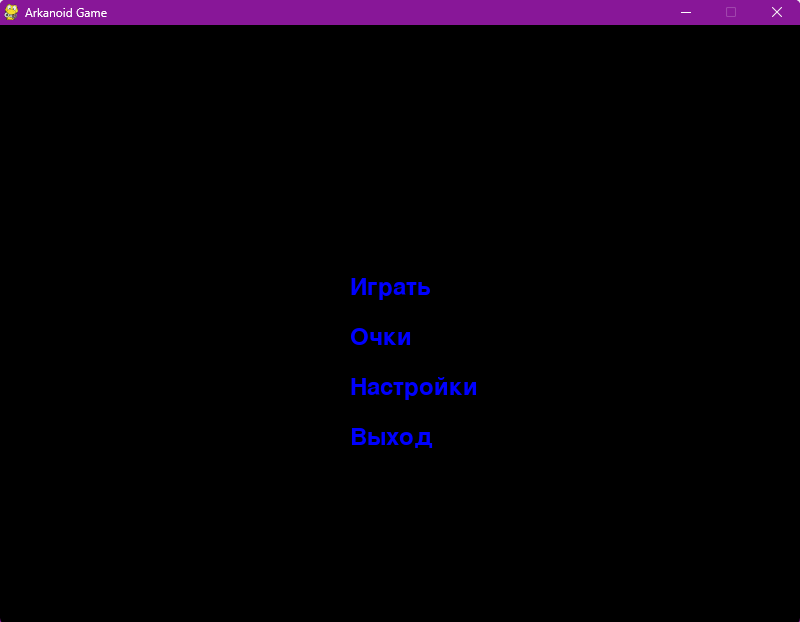 Arkanoid Game
Играть
Очки
Настройки
Выход